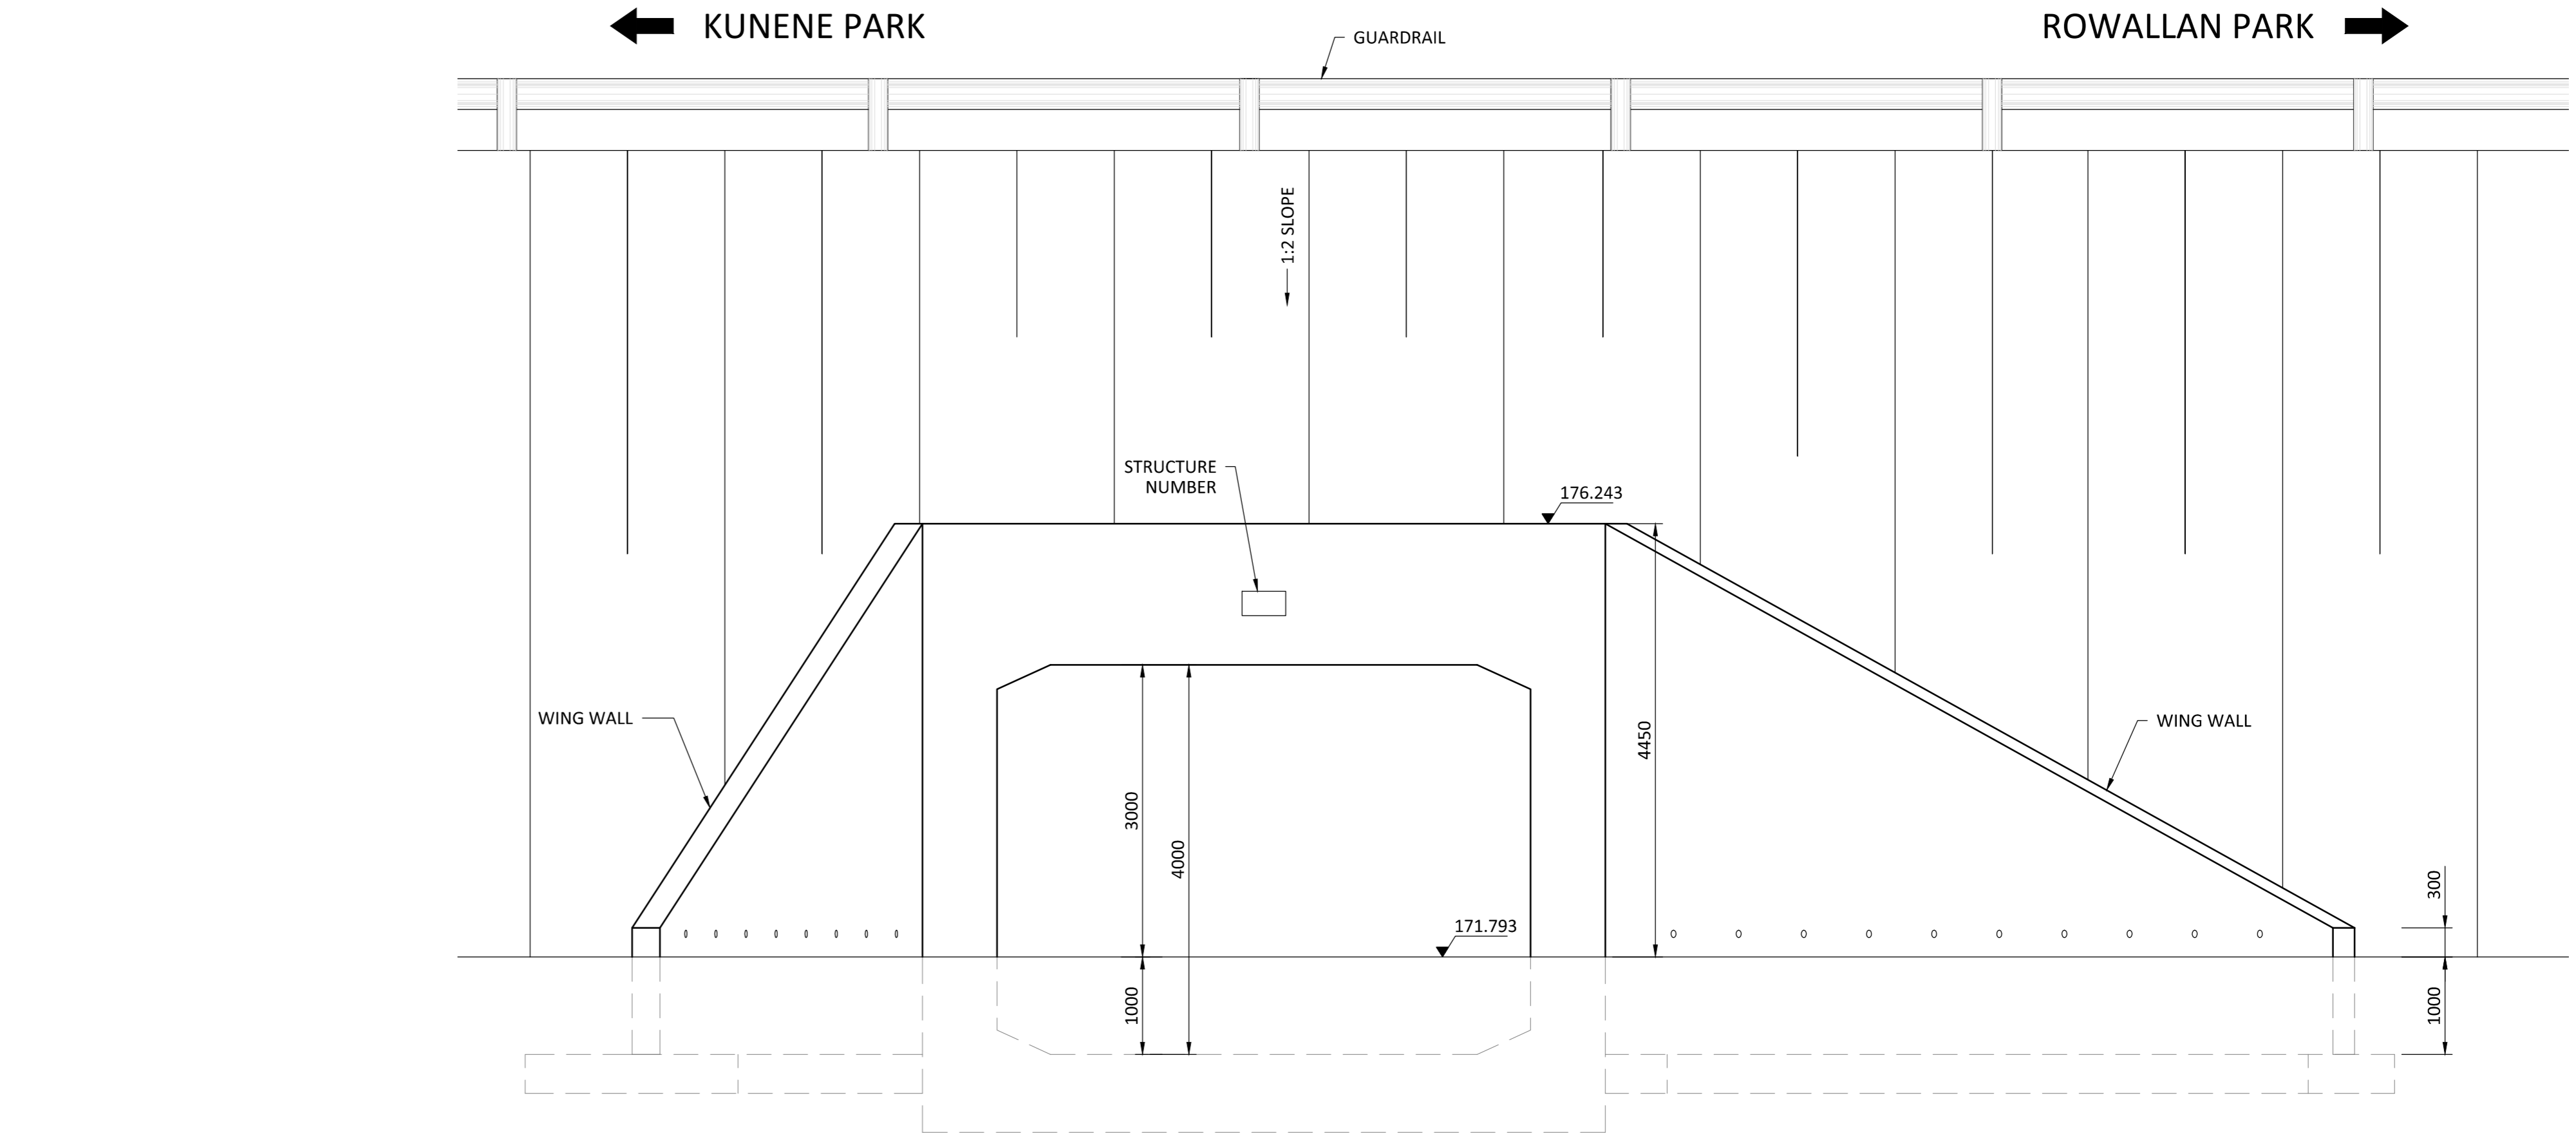 KUNENE PARK
ROWALLAN PARK
GUARDRAIL
1:2 SLOPE
STRUCTURE
NUMBER
176.243
WING WALL
WING WALL
4450
3000
4000
300
171.793
1000
1000